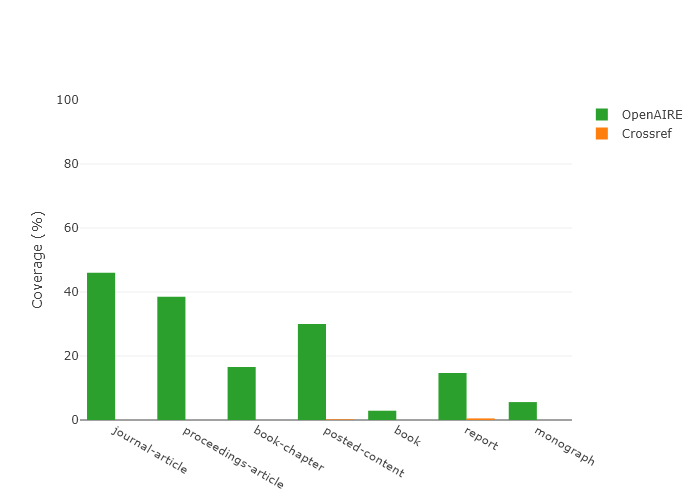 100
80
60
40
20
0
Coverage (%)
journal-article
proceedings-article
book-chapter
posted-content
book
report
monograph
OpenAIRE
Crossref